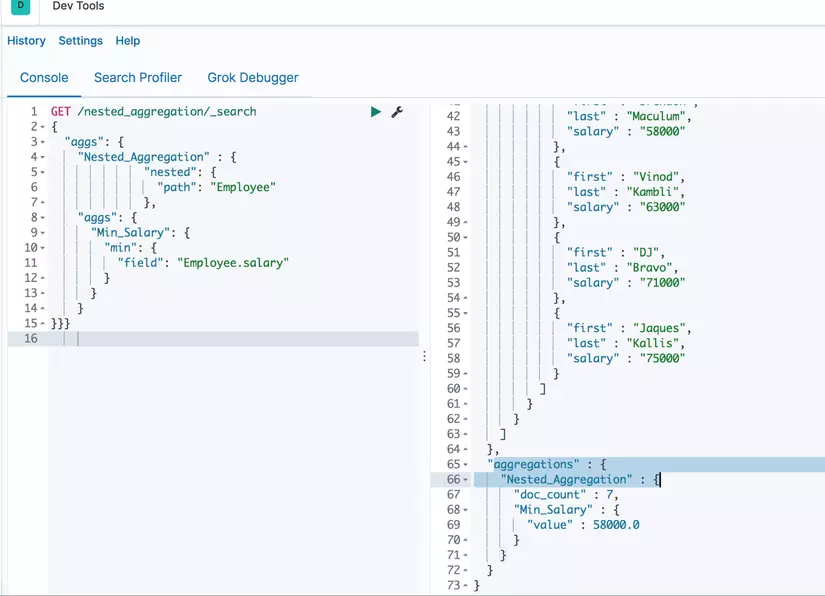 D
Dev Tools
History Settings Help
Console Search Profiler Grok Debugger
1 GET /nested_aggregation/_search
2 {
3 "aggs": {
4 "Nested_Aggregation" : {
5 "nested": {
6 "path": "Employee"
7 },
8 "aggs": {
9 "Min_Salary": {
10 "min": {
11 "field": "Employee.salary"
12 }
13 }
14 }
15 }}}
16
42 "last" : "Maculum",
43 "salary" : "58000"
44 },
45 {
46 "first" : "Vinod",
47 "last" : "Kambli",
48 "salary" : "63000"
49 },
50 {
51 "first" : "DJ",
52 "last" : "Bravo",
53 "salary" : "71000"
54 },
55 {
56 "first" : "Jaques",
57 "last" : "Kallis",
58 "salary" : "75000"
59 }
60 ]
61 }
62 }
63 ]
64 },
65 "aggregations" : {
66 "Nested_Aggregation" : {
67 "doc_count" : 7,
68 "Min_Salary" : {
69 "value" : 58000.0
70 }
71 }
72 }
73 }